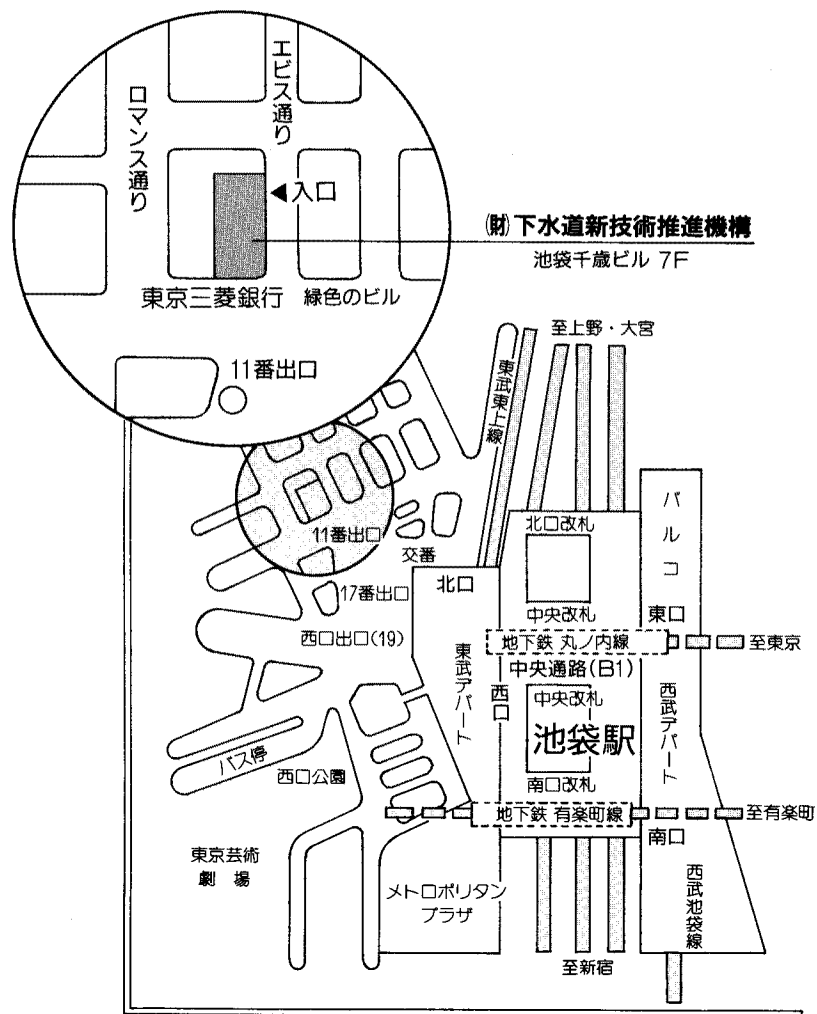 エビス通り
ロマンス通り
◀入口
(財)下水道新技術推進機構
池袋千歳ビル 7F
東京三菱銀行
緑色のビル
11番出口
至上野・大宮
東武東上線
パルコ
北口改札
11番出口
交番
北口
17番出口
中央改札
東口
西口出口(19)
地下鉄 丸ノ内線
至東京
中央通路(B1)
東武デパート
西口
中央改札
西武デパート
池袋駅
バス停
西口公園
南口改札
地下鉄 有楽町線
至有楽町
南口
東京芸術
劇場
メトロポリタン
プラザ
西武池袋線
至新宿